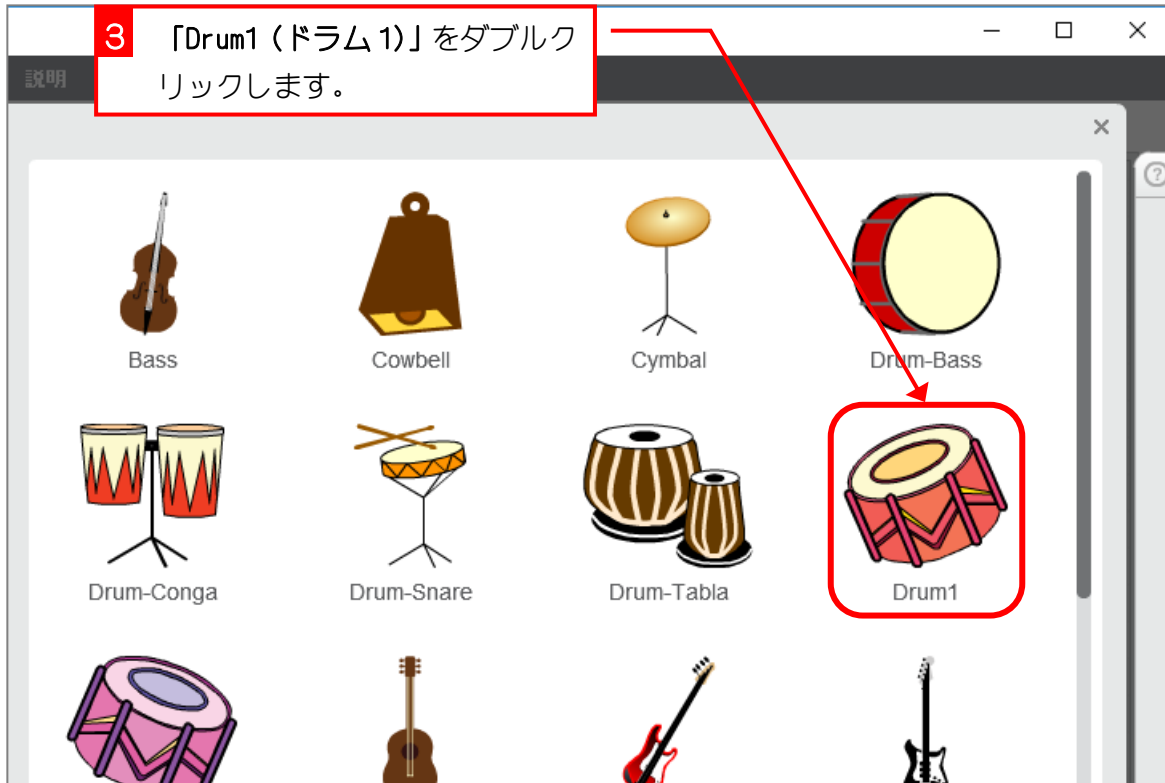 3 「Drum1（ドラム1）」をダブルク
リックします。
説明
Bass
Cowbell
Cymbal
Drum-Bass
Drum-Conga
Drum-Snare
Drum-Tabla
Drum1